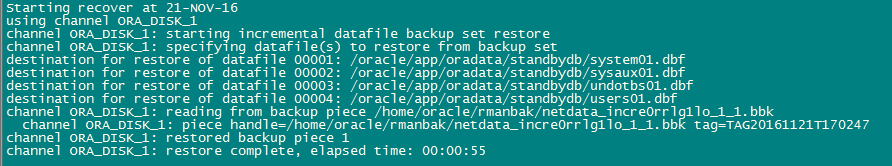 Starting recover at 21-NOV-16
using channel ORA_DISK_1
channel ORA_DISK_1: starting incremental datafile backup set restore
channel ORA_DISK_1: specifying datafile(s) to restore from backup set
destination for restore of datafile 00001: /oracle/app/oradata/standbydb/system01.dbf
destination for restore of datafile 00002: /oracle/app/oradata/standbydb/sysaux01.dbf
destination for restore of datafile 00003: /oracle/app/oradata/standbydb/undotbs01.dbf
destination for restore of datafile 00004: /oracle/app/oradata/standbydb/users01.dbf
channel ORA_DISK_1: reading from backup piece /home/oracle/rmanbak/netdata_incre0rrlg1lo_1_1.bbk
channel ORA_DISK_1: piece handle=/home/oracle/rmanbak/netdata_incre0rrlg1lo_1_1.bbk tag=TAG20161121T170247
channel ORA_DISK_1: restored backup piece 1
channel ORA_DISK_1: restore complete, elapsed time: 00:00:55